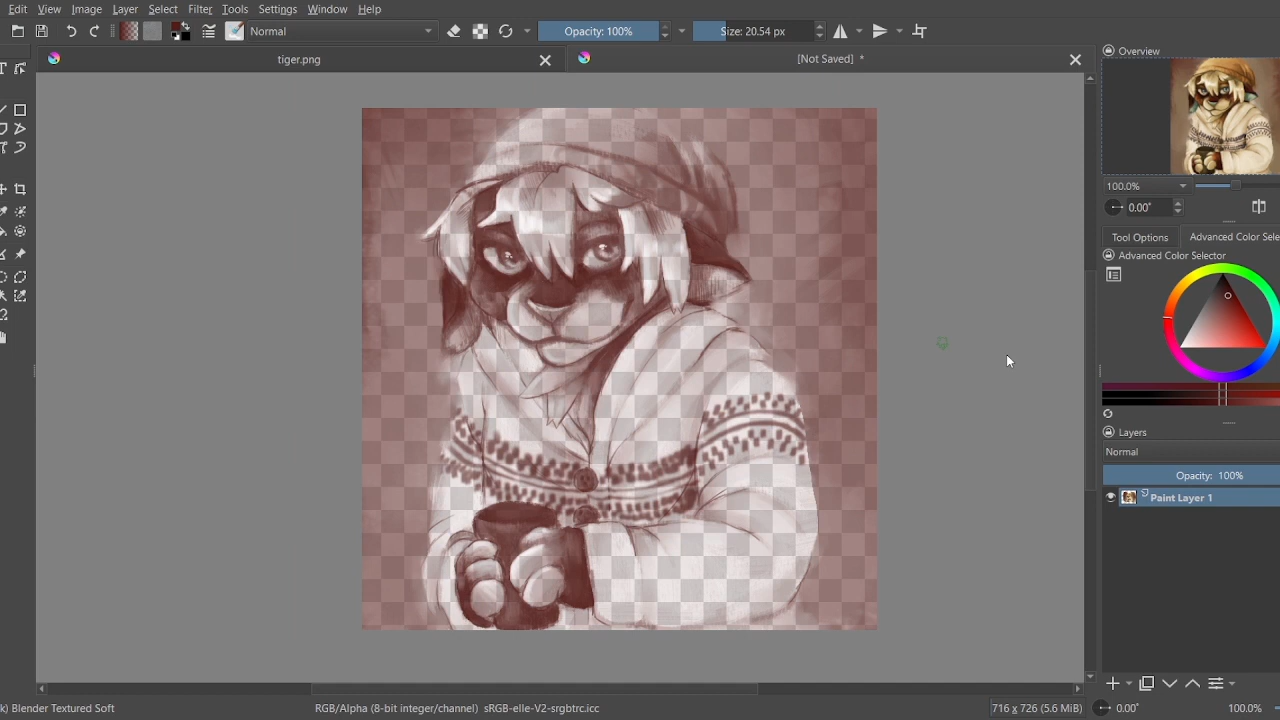 Edit View Image Layer Select Filter Tools Settings Window Help
Normal Opacity: 100% Size: 20.54 px
tiger.png [Not Saved] *
Overview
100.0%
0.00°
Tool Options Advanced Color Sele
Advanced Color Selector
Layers
Normal
Opacity: 100%
Paint Layer 1
k) Blender Textured Soft RGB/Alpha (8-bit integer/channel) sRGB-elle-V2-srgbtrc.icc 716 x 726 (5.6 MiB) 0.00° 100.0%